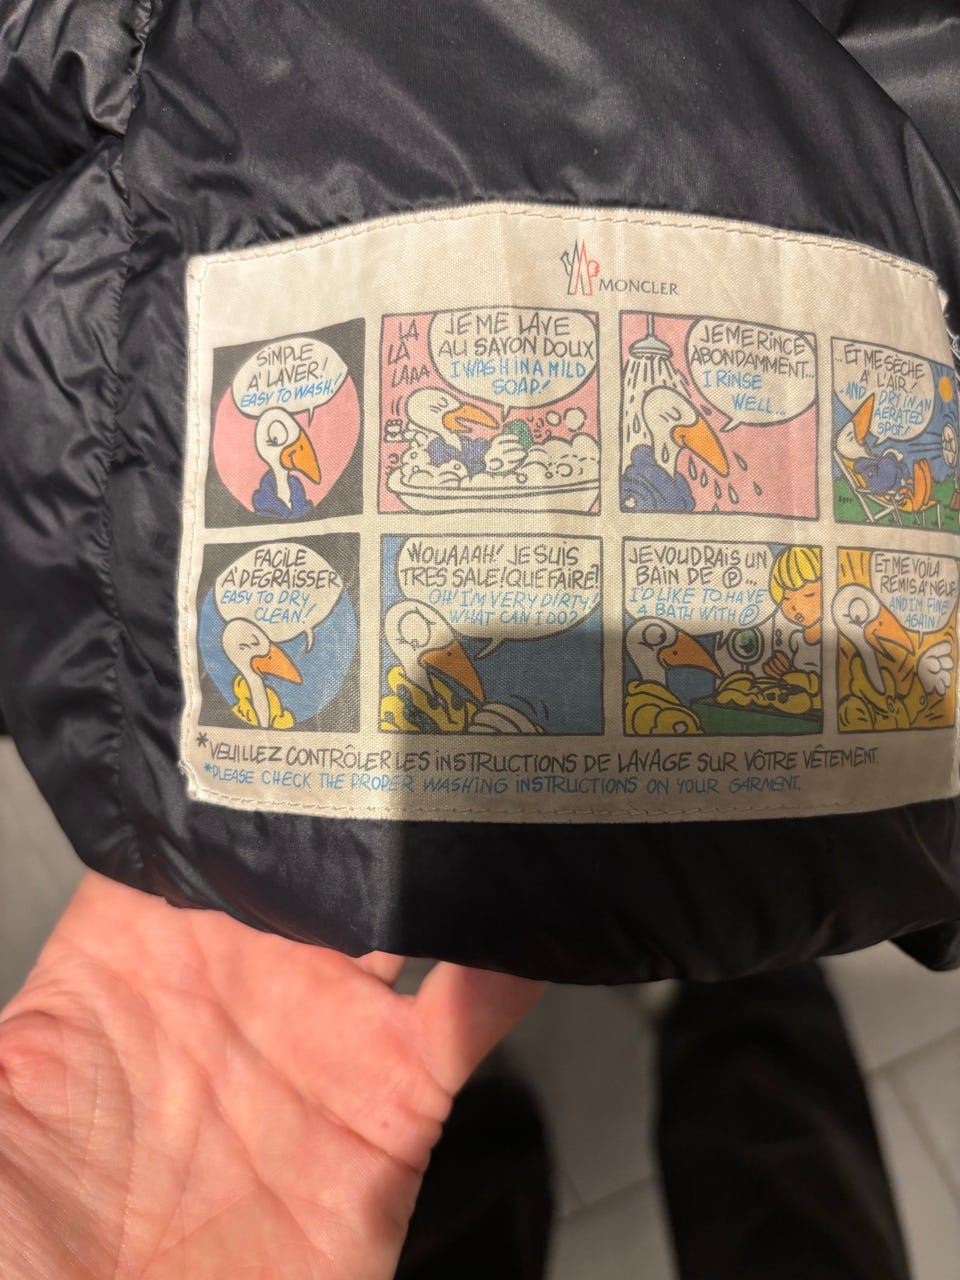 MONCLER
SIMPLE
A' LAVER!
EASY TO WASH!
LA
LÀ
LAAA
JE ME LAVE
AU SAVON DOUX
I WASH IN A MILD
SOAP!
JE ME RINCE
ABONDAMMENT...
I RINSE
WELL...
...ET ME SÈCHE
A' L'AIR!
...AND DRY IN AN
AERATED
SPOT!
FACILE
A' DEGRAISSER
EASY TO DRY
CLEAN!
WOUAAAH! JE SUIS
TRES SALE! QUE FAIRE?
OH! I'M VERY DIRTY!
WHAT CAN I DO?
JE VOUDRAIS UN
BAIN DE Ⓟ...
I'D LIKE TO HAVE
A BATH WITH Ⓟ
ET ME VOILA
REMIS A' NEUF
AND I'M FINE
AGAIN!
*VEUILLEZ CONTRÔLER LES INSTRUCTIONS DE LAVAGE SUR VÔTRE VÊTEMENT.
*PLEASE CHECK THE PROPER WASHING INSTRUCTIONS ON YOUR GARMENT.